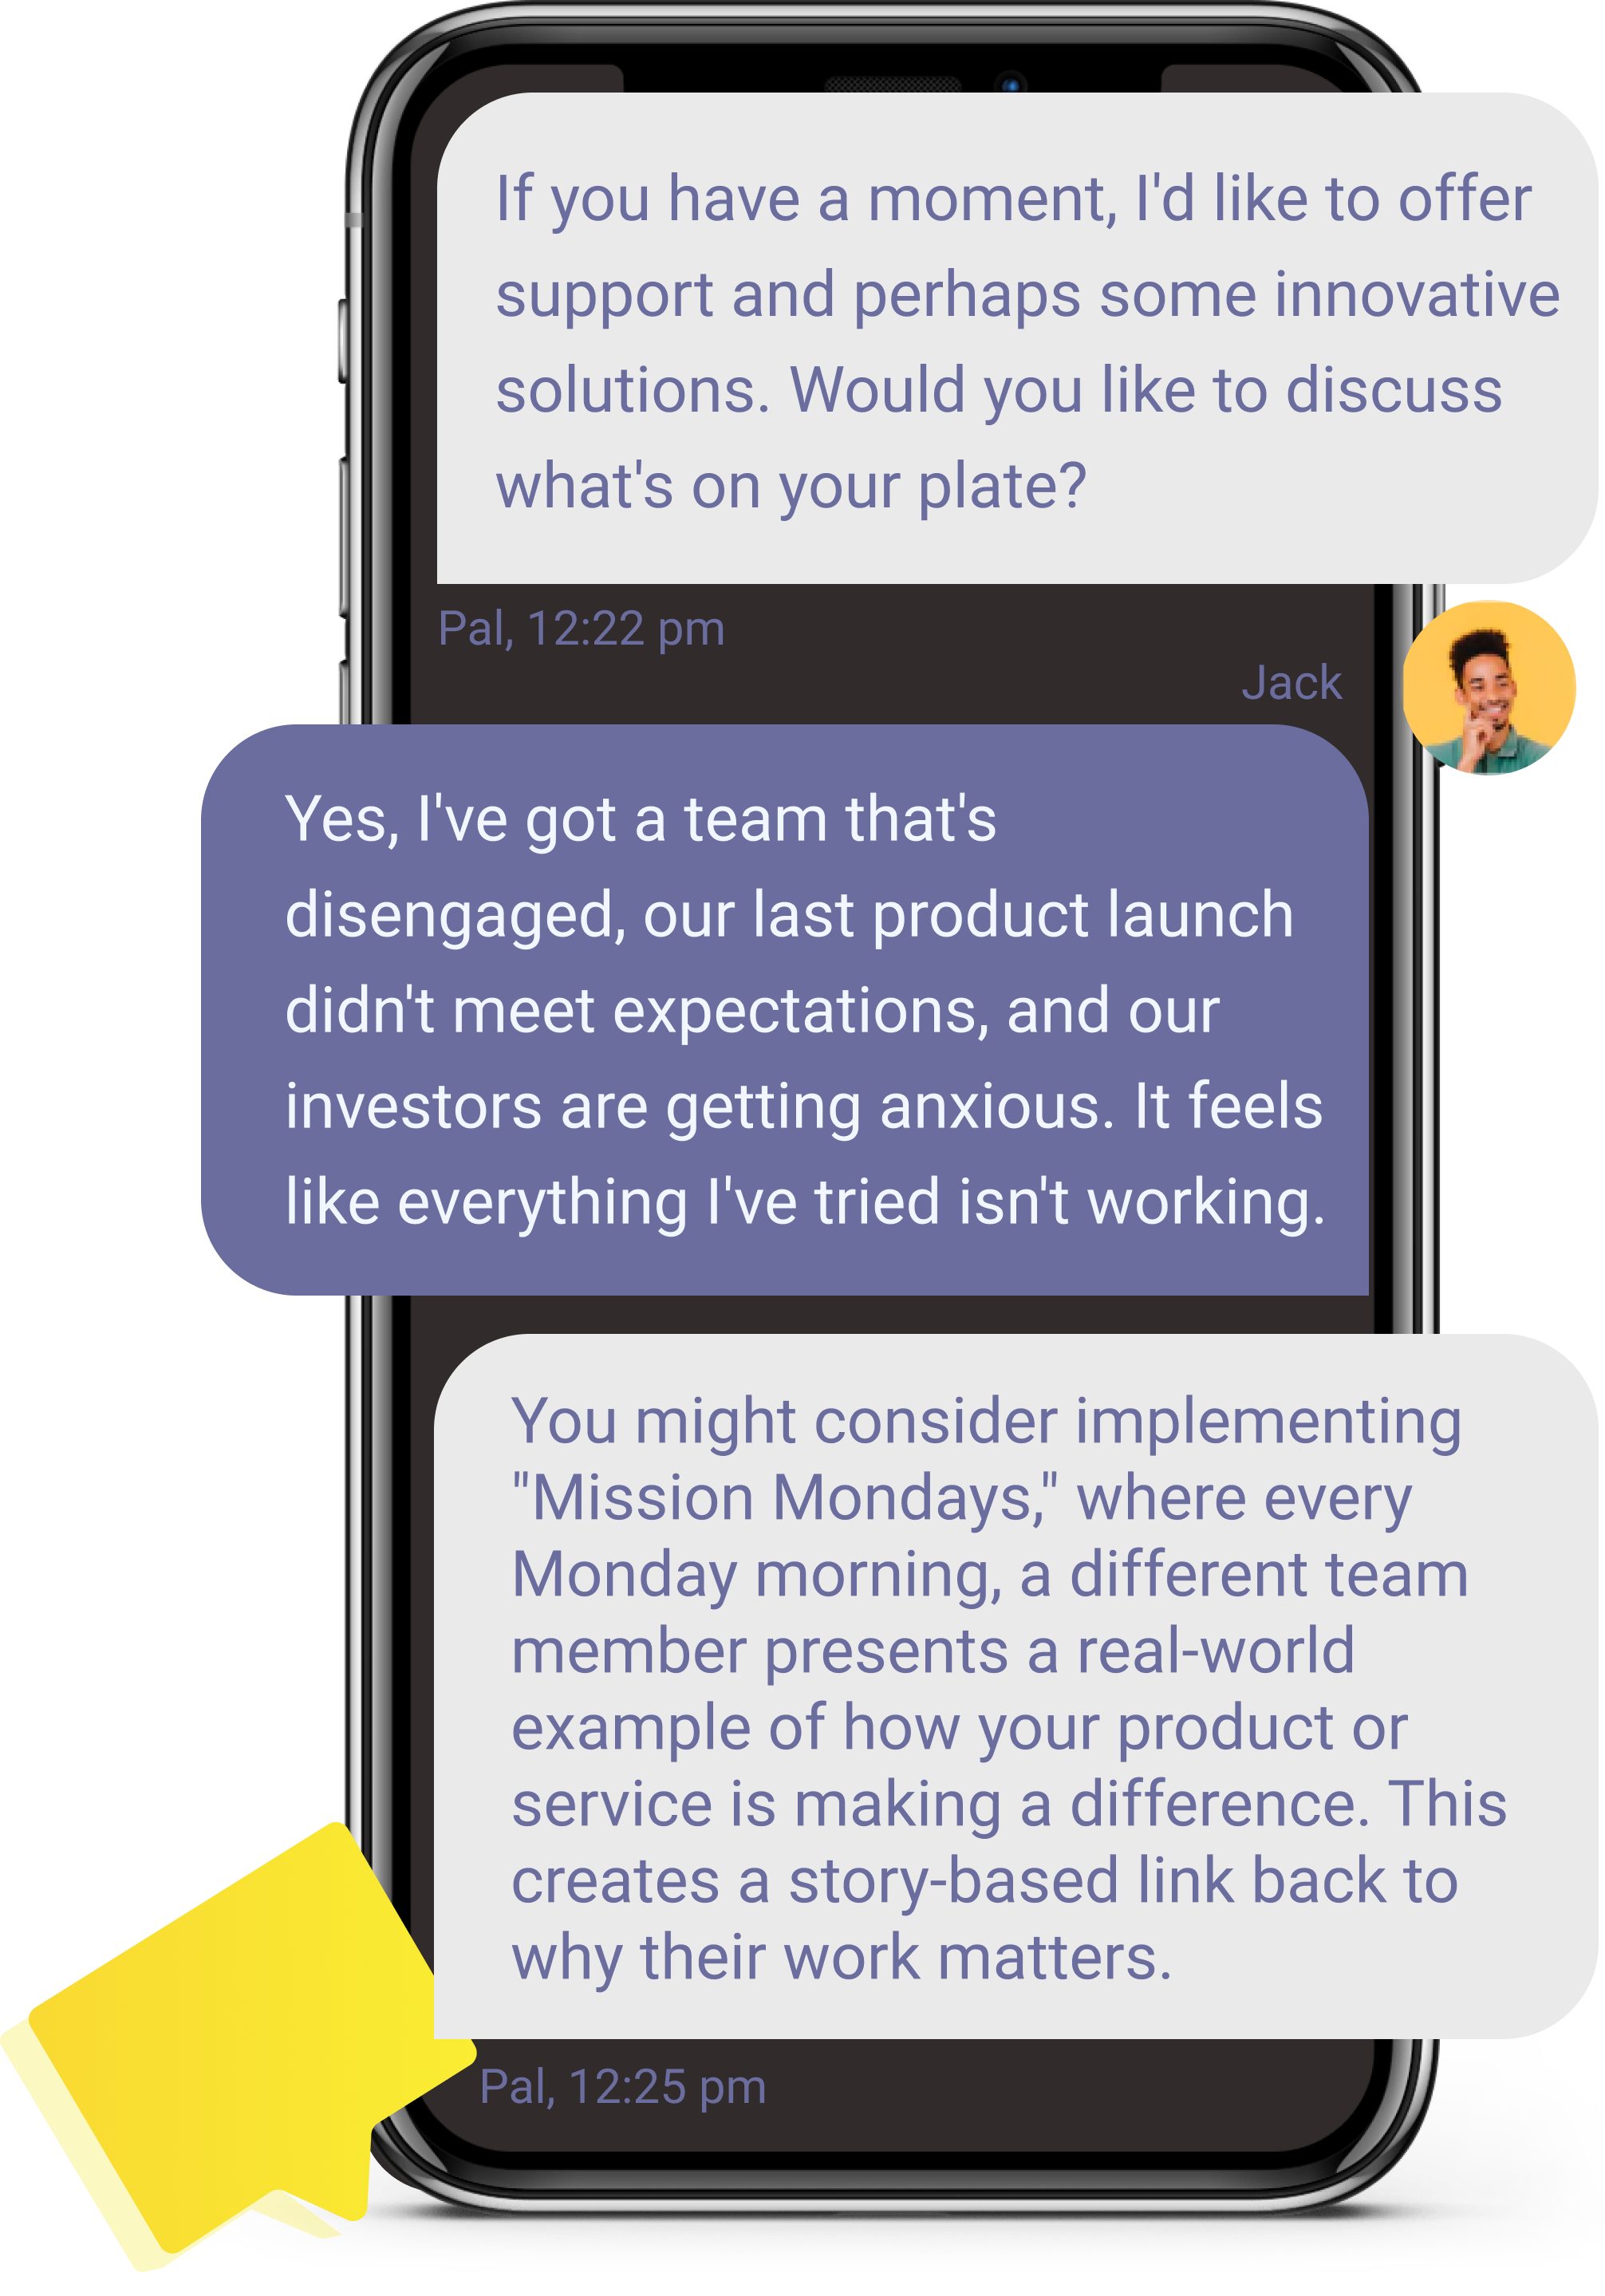 If you have a moment, I'd like to offer
support and perhaps some innovative
solutions. Would you like to discuss
what's on your plate?
Pal, 12:22 pm
Jack
Yes, I've got a team that's
disengaged, our last product launch
didn't meet expectations, and our
investors are getting anxious. It feels
like everything I've tried isn't working.
You might consider implementing
"Mission Mondays," where every
Monday morning, a different team
member presents a real-world
example of how your product or
service is making a difference. This
creates a story-based link back to
why their work matters.
Pal, 12:25 pm